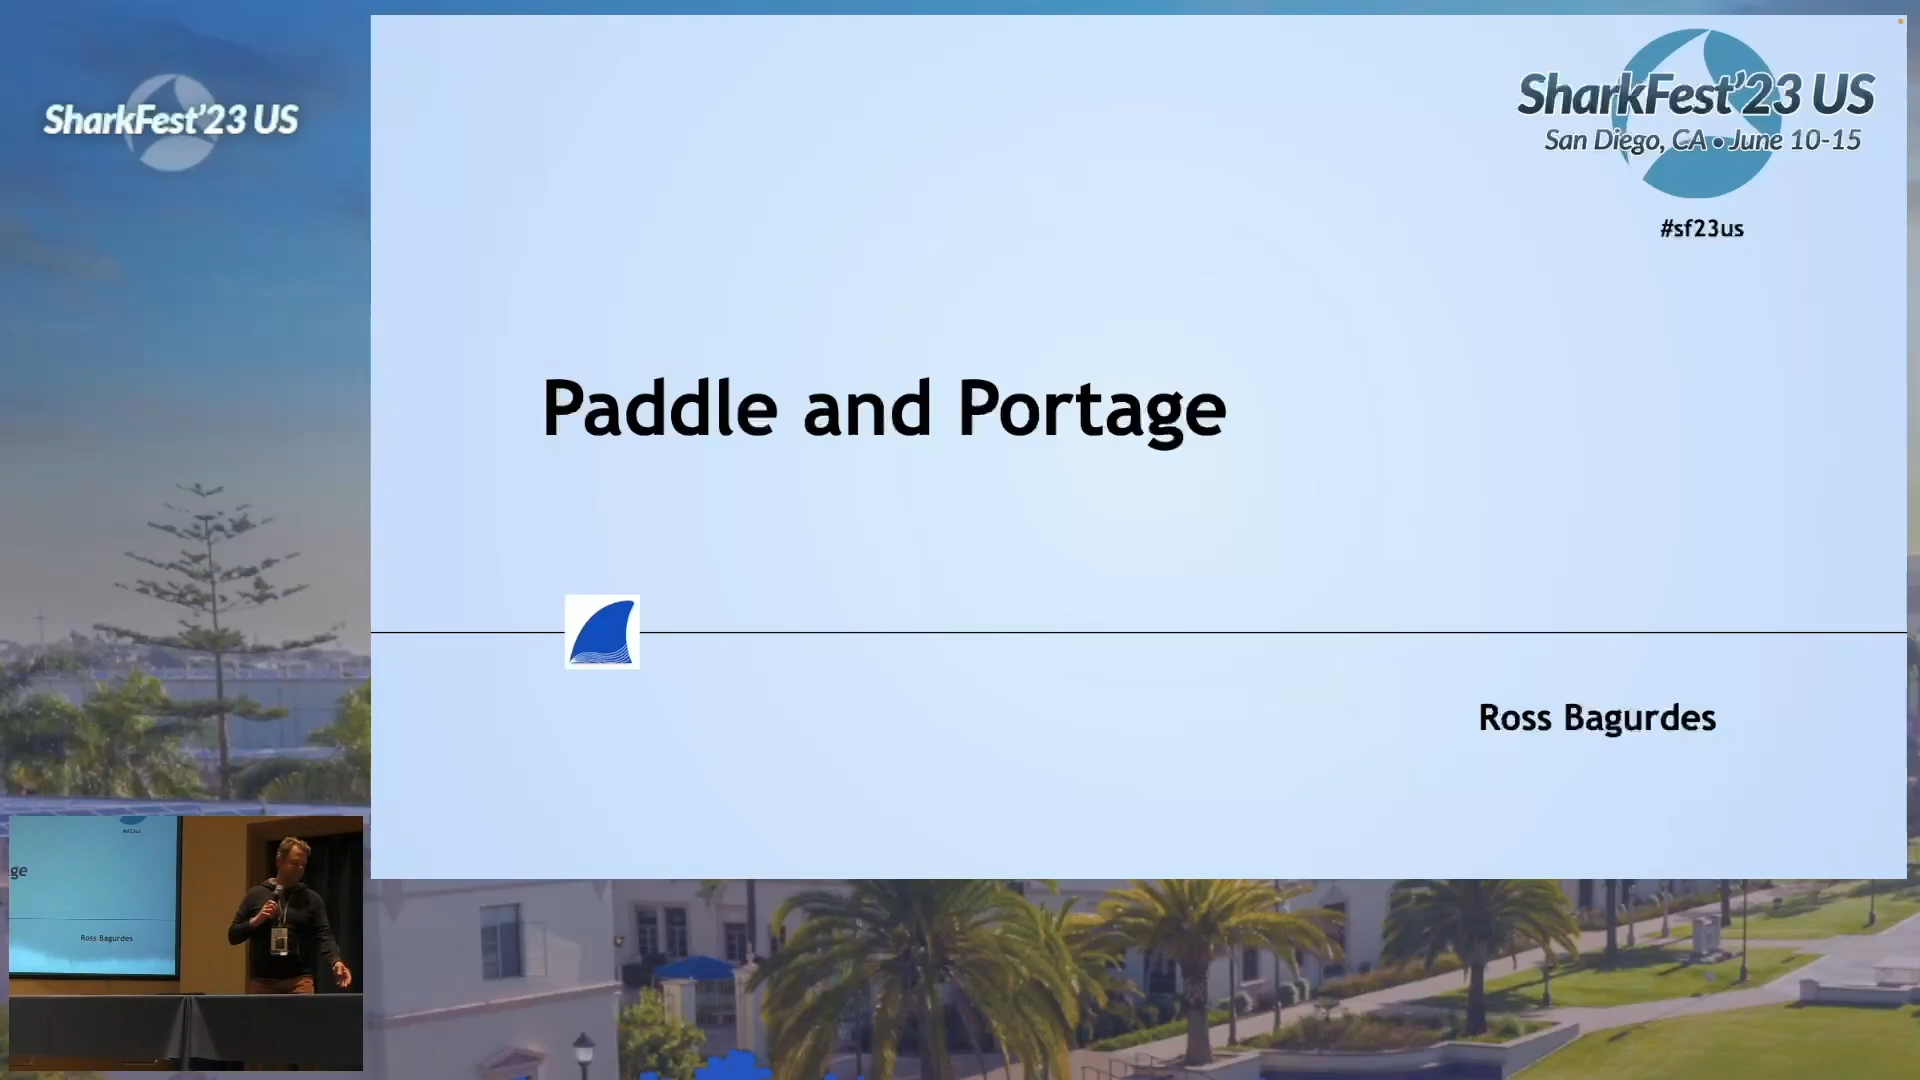 SharkFest'23 US
SharkFest'23 US
San Diego, CA • June 10-15
#sf23us
Paddle and Portage
Ross Bagurdes
ge
Ross Bagurdes